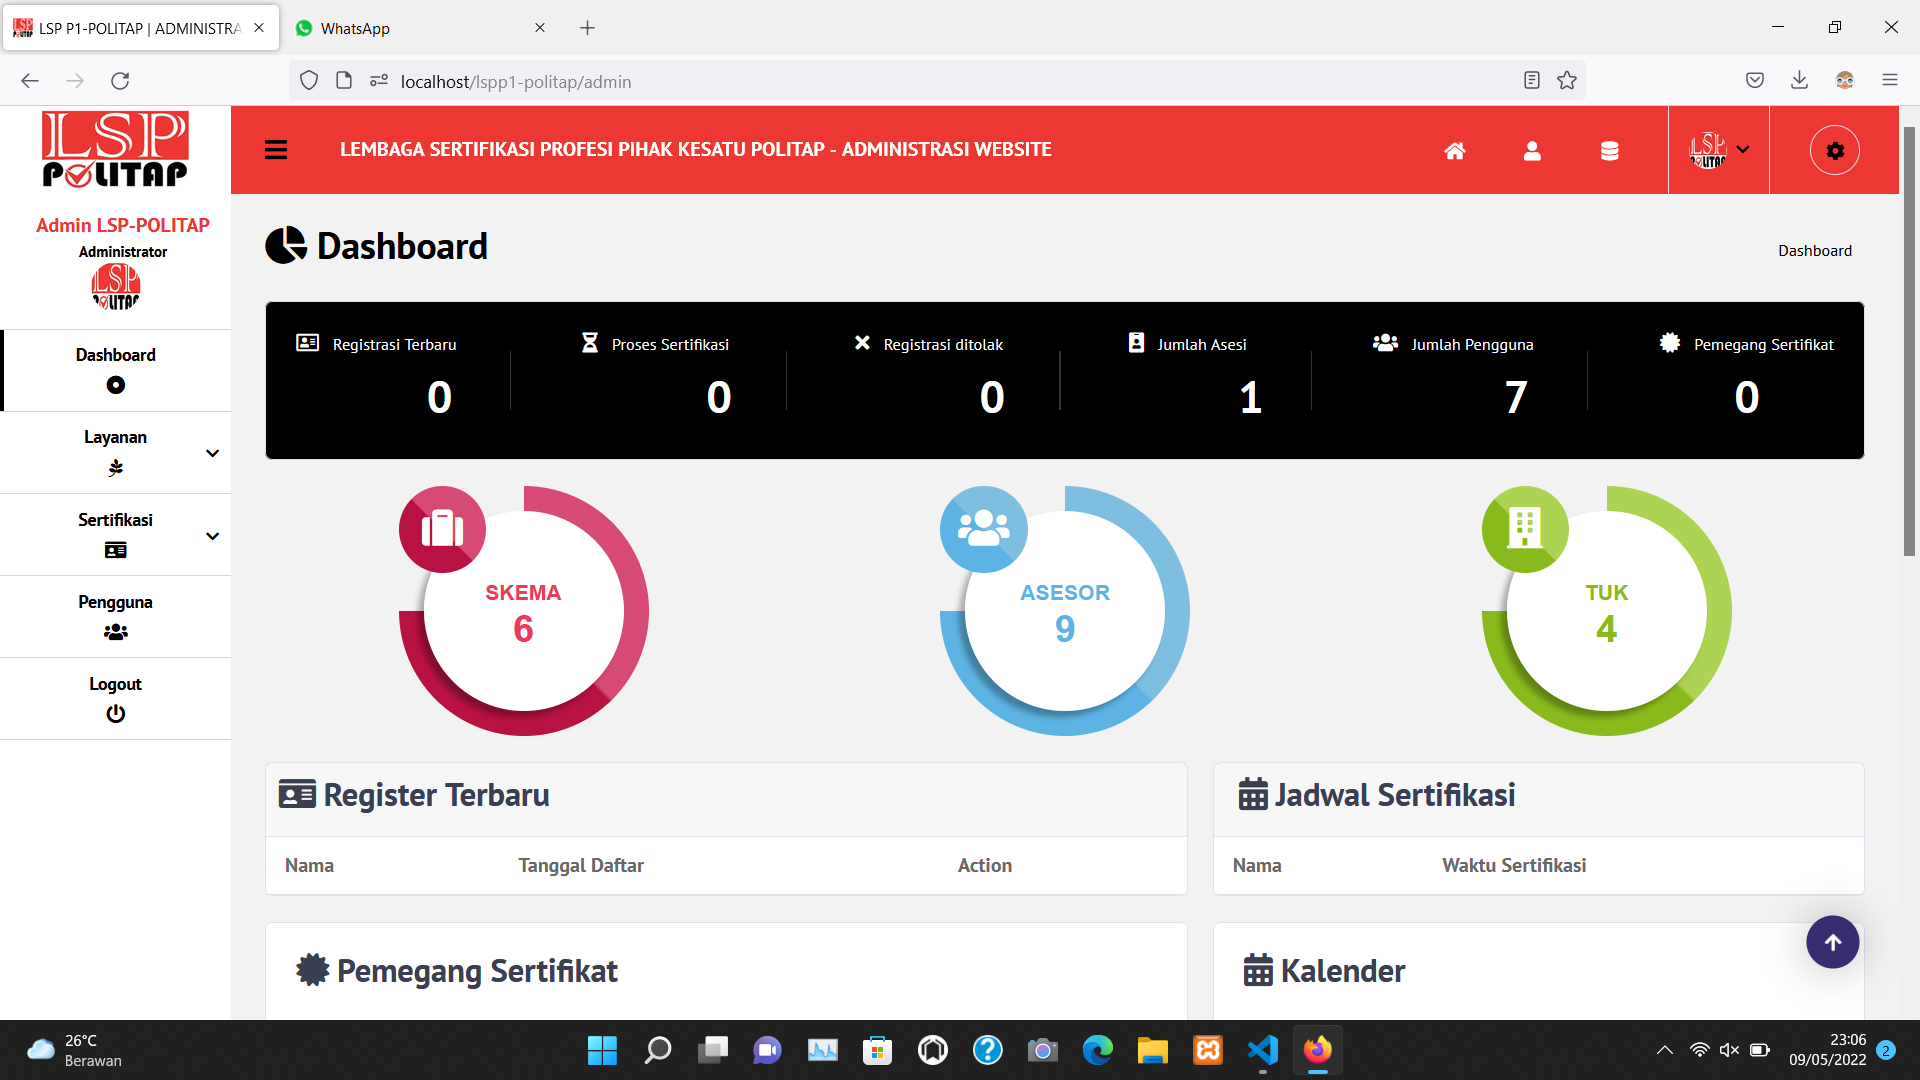 LSP P1-POLITAP | ADMINISTRA
WhatsApp
localhost/lspp1-politap/admin
LSP
POLITAP
LEMBAGA SERTIFIKASI PROFESI PIHAK KESATU POLITAP - ADMINISTRASI WEBSITE
Admin LSP-POLITAP
Administrator
LSP
POLITAP
Dashboard
Layanan
Sertifikasi
Pengguna
Logout
Dashboard
Dashboard
Registrasi Terbaru
0
Proses Sertifikasi
0
Registrasi ditolak
0
Jumlah Asesi
1
Jumlah Pengguna
7
Pemegang Sertifikat
0
SKEMA
6
ASESOR
9
TUK
4
Register Terbaru
Nama Tanggal Daftar Action
Jadwal Sertifikasi
Nama Waktu Sertifikasi
Pemegang Sertifikat
Kalender
26°C
Berawan
23:06
09/05/2022
2